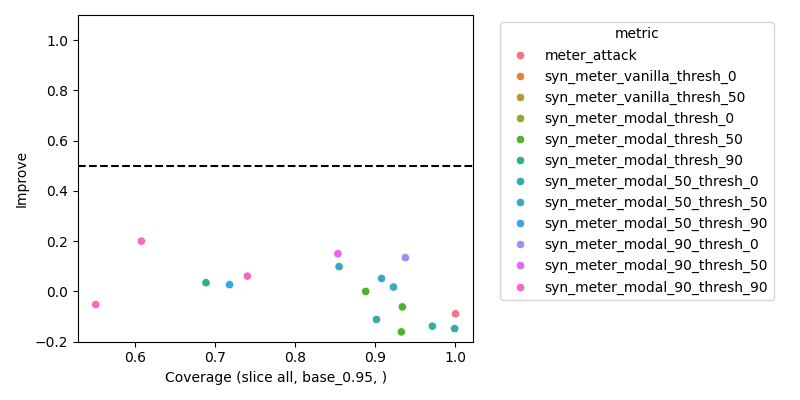 1.0
0.8
0.6
0.4
0.2
0.0
−0.2
Improve
0.6 0.7 0.8 0.9 1.0
Coverage (slice all, base_0.95, )
metric
meter_attack
syn_meter_vanilla_thresh_0
syn_meter_vanilla_thresh_50
syn_meter_modal_thresh_0
syn_meter_modal_thresh_50
syn_meter_modal_thresh_90
syn_meter_modal_50_thresh_0
syn_meter_modal_50_thresh_50
syn_meter_modal_50_thresh_90
syn_meter_modal_90_thresh_0
syn_meter_modal_90_thresh_50
syn_meter_modal_90_thresh_90